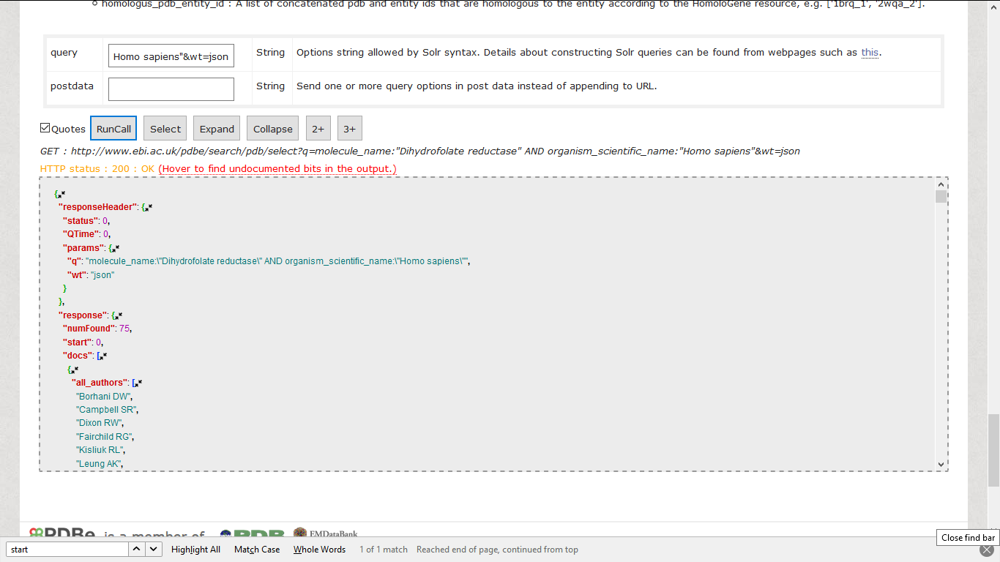 homologus_pdb_entity_id : A list of concatenated pdb and entity ids that are homologous to the entity according to the HomoloGene resource, e.g. ['1brq_1', '2wqa_2'].
query Homo sapiens"&wt=json String Options string allowed by Solr syntax. Details about constructing Solr queries can be found from webpages such as this.
postdata String Send one or more query options in post data instead of appending to URL.
Quotes RunCall Select Expand Collapse 2+ 3+
GET : http://www.ebi.ac.uk/pdbe/search/pdb/select?q=molecule_name:"Dihydrofolate reductase" AND organism_scientific_name:"Homo sapiens"&wt=json
HTTP status : 200 : OK (Hover to find undocumented bits in the output.)
{
"responseHeader": {
"status": 0,
"QTime": 0,
"params": {
"q": "molecule_name:\"Dihydrofolate reductase\" AND organism_scientific_name:\"Homo sapiens\"",
"wt": "json"
}
},
"response": {
"numFound": 75,
"start": 0,
"docs": [
{
"all_authors": [
"Borhani DW",
"Campbell SR",
"Dixon RW",
"Fairchild RG",
"Kisliuk RL",
"Leung AK",
PDBe is a member of PDB EMDataBank
Close find bar
start Highlight All Match Case Whole Words 1 of 1 match Reached end of page, continued from top